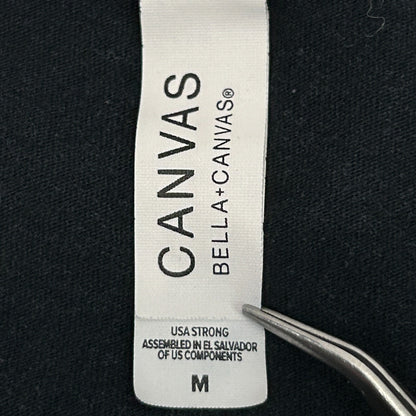 CANVAS
BELLA+CANVAS®
USA STRONG
ASSEMBLED IN EL SALVADOR
OF US COMPONENTS
M